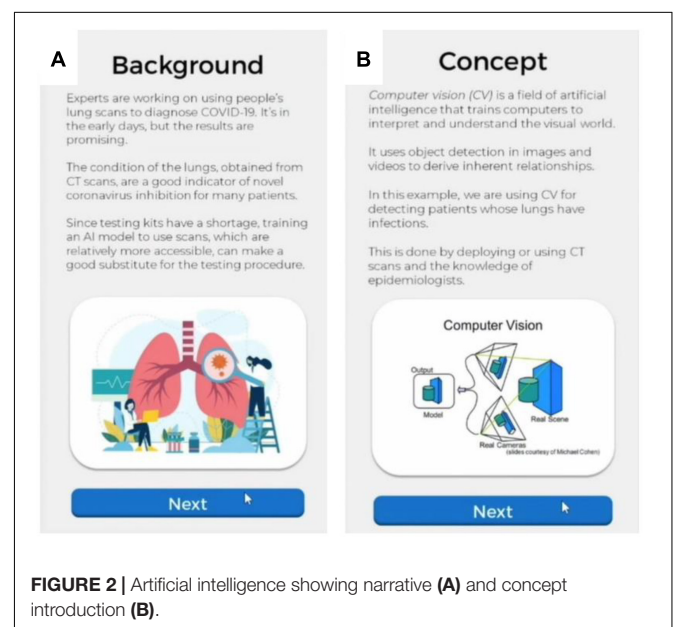 A
Background
Experts are working on using people's
lung scans to diagnose COVID-19. It's in
the early days, but the results are
promising.
The condition of the lungs, obtained from
CT scans, are a good indicator of novel
coronavirus inhibition for many patients.
Since testing kits have a shortage, training
an AI model to use scans, which are
relatively more accessible, can make a
good substitute for the testing procedure.
Next
B
Concept
Computer vision (CV) is a field of artificial
intelligence that trains computers to
interpret and understand the visual world.
It uses object detection in images and
videos to derive inherent relationships.
In this example, we are using CV for
detecting patients whose lungs have
infections.
This is done by deploying or using CT
scans and the knowledge of
epidemiologists.
Computer Vision
Output
Model
Real Scene
Real Cameras
(slides courtesy of Michael Cohen)
Next
FIGURE 2 | Artificial intelligence showing narrative (A) and concept
introduction (B).